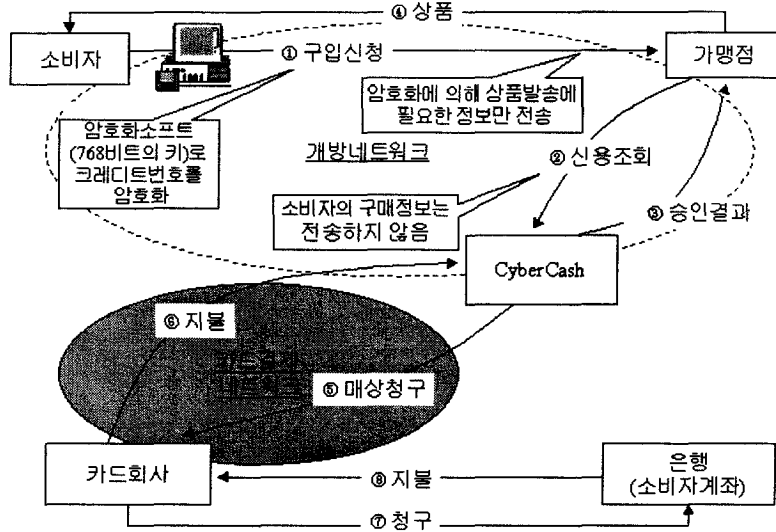 ④ 상품
소비자
① 구입신청
가맹점
암호화에 의해 상품발송에
필요한 정보만 전송
암호화소프트
(768비트의 키)로
크레디트번호를
암호화
개방네트워크
② 신용조회
소비자의 구매정보는
전송하지 않음
③ 승인결과
CyberCash
⑥ 지불
네트워크
⑤ 매상청구
카드회사
⑧ 지불
은행
(소비자계좌)
⑦ 청구